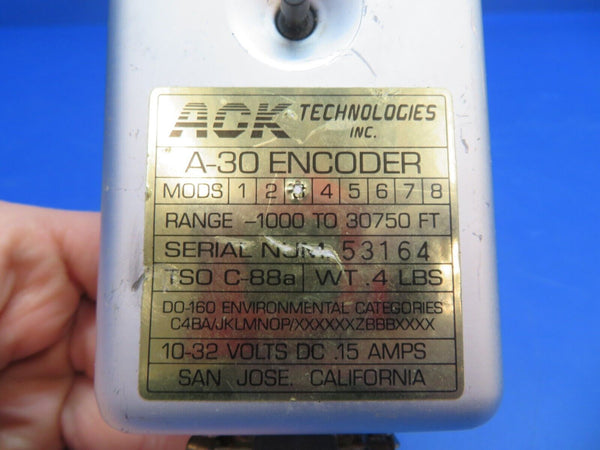 ACK TECHNOLOGIES INC.
A-30 ENCODER
MODS 1 2 4 5 6 7 8
RANGE -1000 TO 30750 FT
SERIAL NUM 53164
TSO C-88a WT .4 LBS
DO-160 ENVIRONMENTAL CATEGORIES
C4BA/JKLMNOP/XXXXXXZBBBXXXX
10-32 VOLTS DC .15 AMPS
SAN JOSE, CALIFORNIA